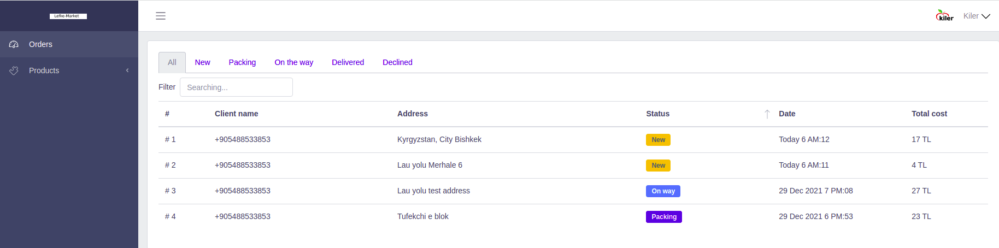 Lefke-Market
kiler Kiler
Orders
Products
All New Packing On the way Delivered Declined
Filter Searching...
# Client name Address Status Date Total cost
# 1 +905488533853 Kyrgyzstan, City Bishkek New Today 6 AM:12 17 TL
# 2 +905488533853 Lau yolu Merhale 6 New Today 6 AM:11 4 TL
# 3 +905488533853 Lau yolu test address On way 29 Dec 2021 7 PM:08 27 TL
# 4 +905488533853 Tufekchi e blok Packing 29 Dec 2021 6 PM:53 23 TL